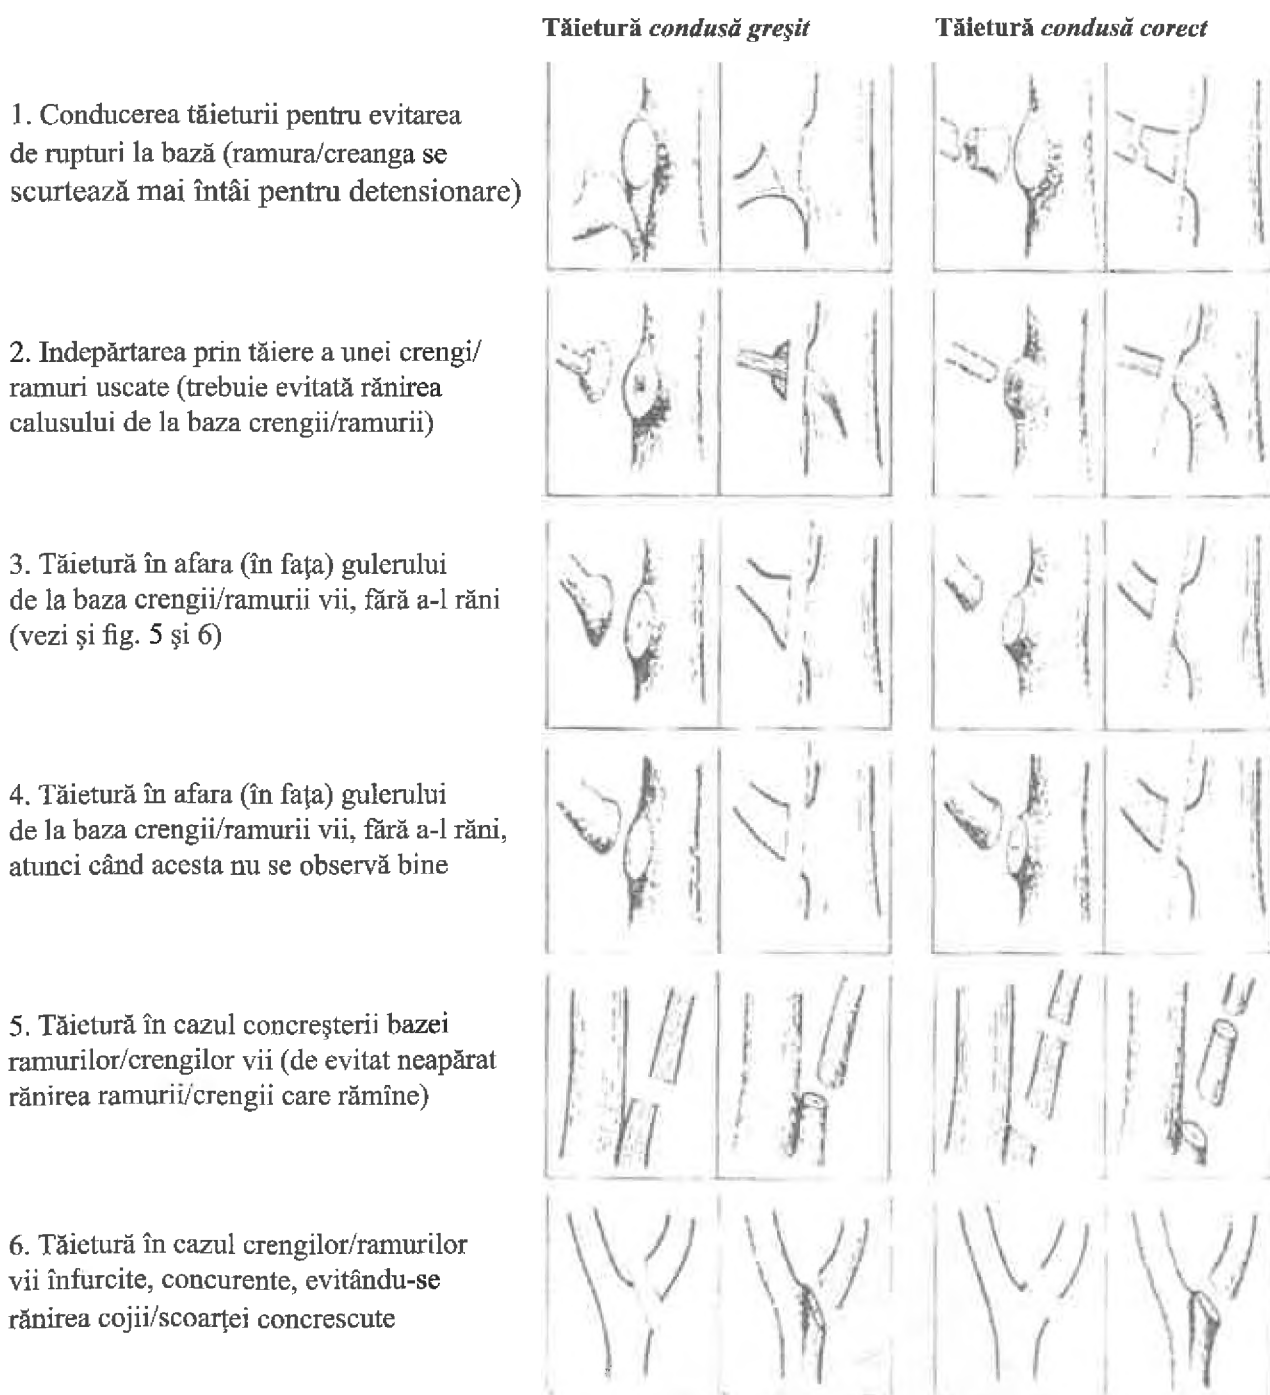 Tăietură condusă greşit
Tăietură condusă corect
1. Conducerea tăieturii pentru evitarea
de rupturi la bază (ramura/creanga se
scurtează mai întâi pentru detensionare)
2. Indepărtarea prin tăiere a unei crengi/
ramuri uscate (trebuie evitată rănirea
calusului de la baza crengii/ramurii)
3. Tăietură în afara (în faţa) gulerului
de la baza crengii/ramurii vii, fără a-l răni
(vezi şi fig. 5 şi 6)
4. Tăietură în afara (în faţa) gulerului
de la baza crengii/ramurii vii, fără a-l răni,
atunci când acesta nu se observă bine
5. Tăietură în cazul concreşterii bazei
ramurilor/crengilor vii (de evitat neapărat
rănirea ramurii/crengii care rămîne)
6. Tăietură în cazul crengilor/ramurilor
vii înfurcite, concurente, evitându-se
rănirea cojii/scoarţei concrescute